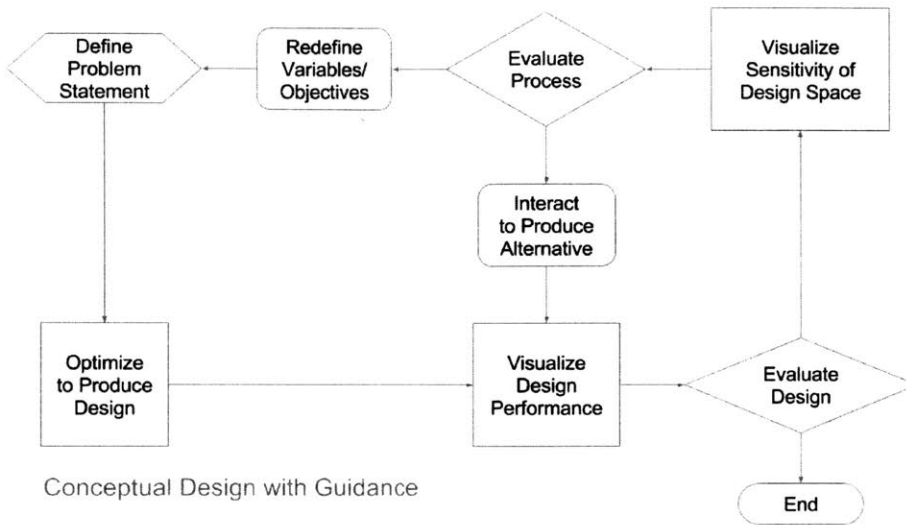 Define
Problem
Statement
Redefine
Variables/
Objectives
Evaluate
Process
Visualize
Sensitivity of
Design Space
Interact
to Produce
Alternative
Optimize
to Produce
Design
Visualize
Design
Performance
Evaluate
Design
Conceptual Design with Guidance
End